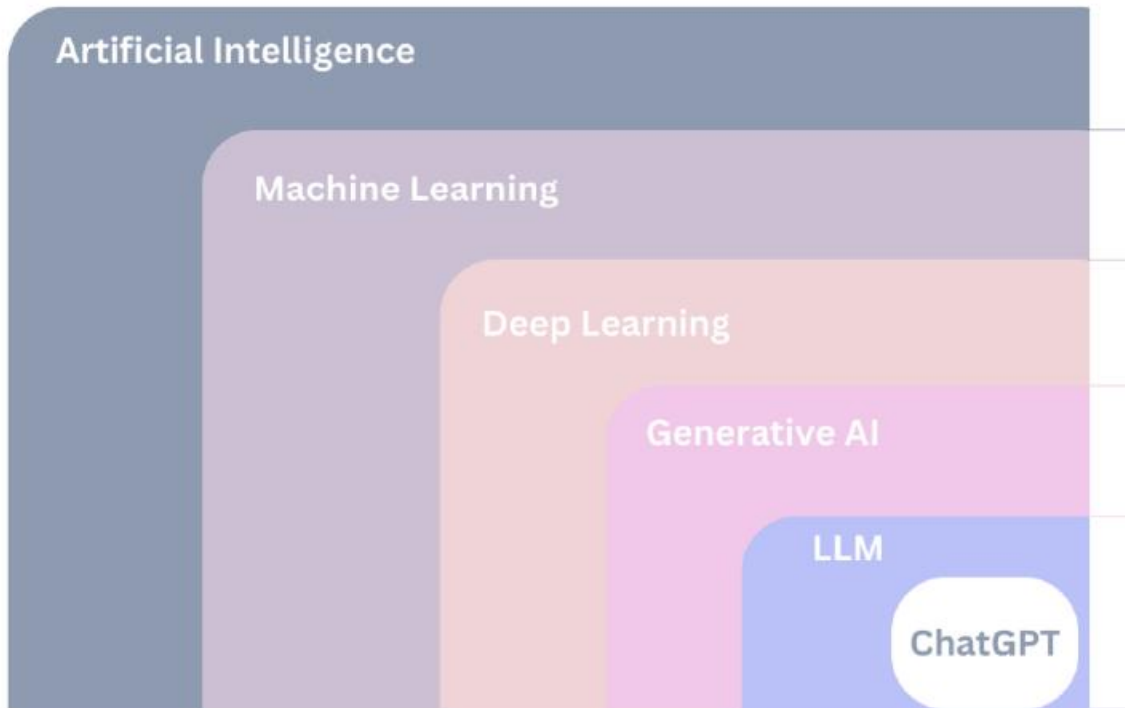 Artificial Intelligence
Machine Learning
Deep Learning
Generative AI
LLM
ChatGPT